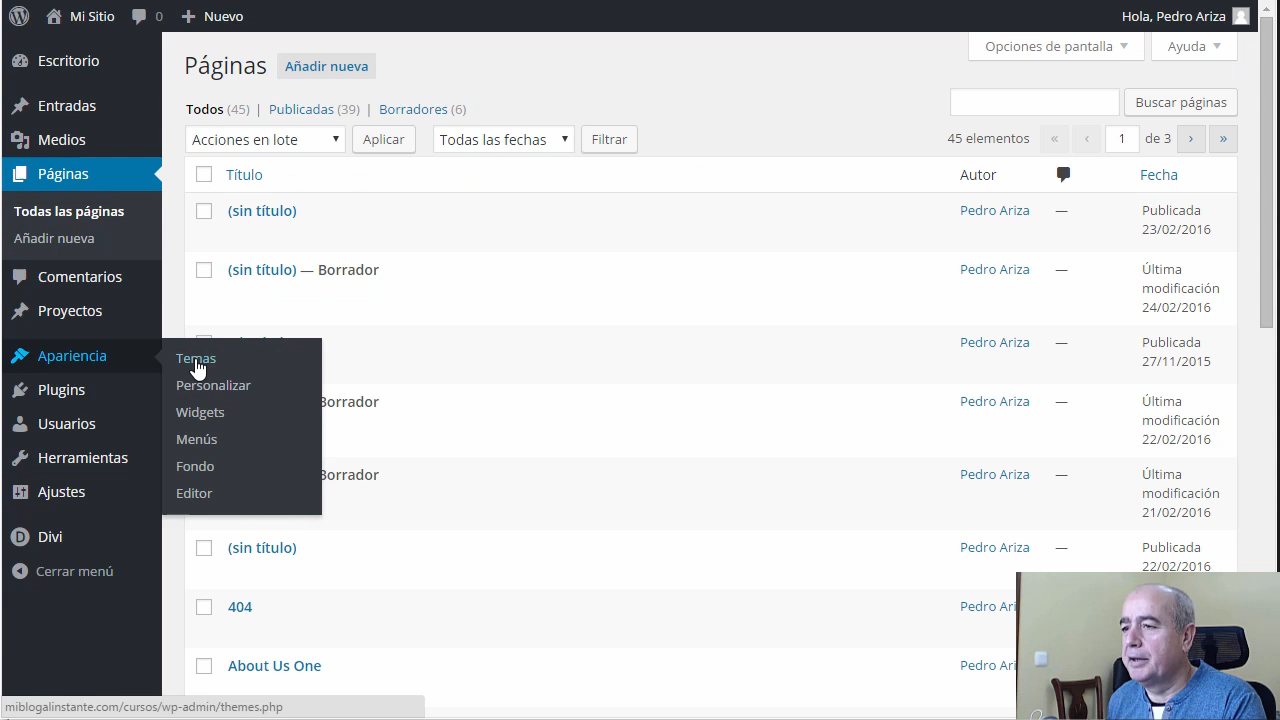 Mi Sitio 0 Nuevo Hola, Pedro Ariza
Escritorio
Entradas
Medios
Páginas
Todas las páginas
Añadir nueva
Comentarios
Proyectos
Apariencia
Plugins
Usuarios
Herramientas
Ajustes
Divi
Cerrar menú
Temas
Personalizar
Widgets
Menús
Fondo
Editor
Opciones de pantalla Ayuda
Páginas Añadir nueva
Todos (45) | Publicadas (39) | Borradores (6)
Buscar páginas
Acciones en lote Aplicar Todas las fechas Filtrar 45 elementos « ‹ 1 de 3 › »
Título Autor Fecha
(sin título) Pedro Ariza — Publicada
23/02/2016
(sin título) — Borrador Pedro Ariza — Última
modificación
24/02/2016
Pedro Ariza — Publicada
27/11/2015
Borrador Pedro Ariza — Última
modificación
22/02/2016
Borrador Pedro Ariza — Última
modificación
21/02/2016
(sin título) Pedro Ariza — Publicada
22/02/2016
404 Pedro Ari
About Us One Pedro Ari
miblogalinstante.com/cursos/wp-admin/themes.php